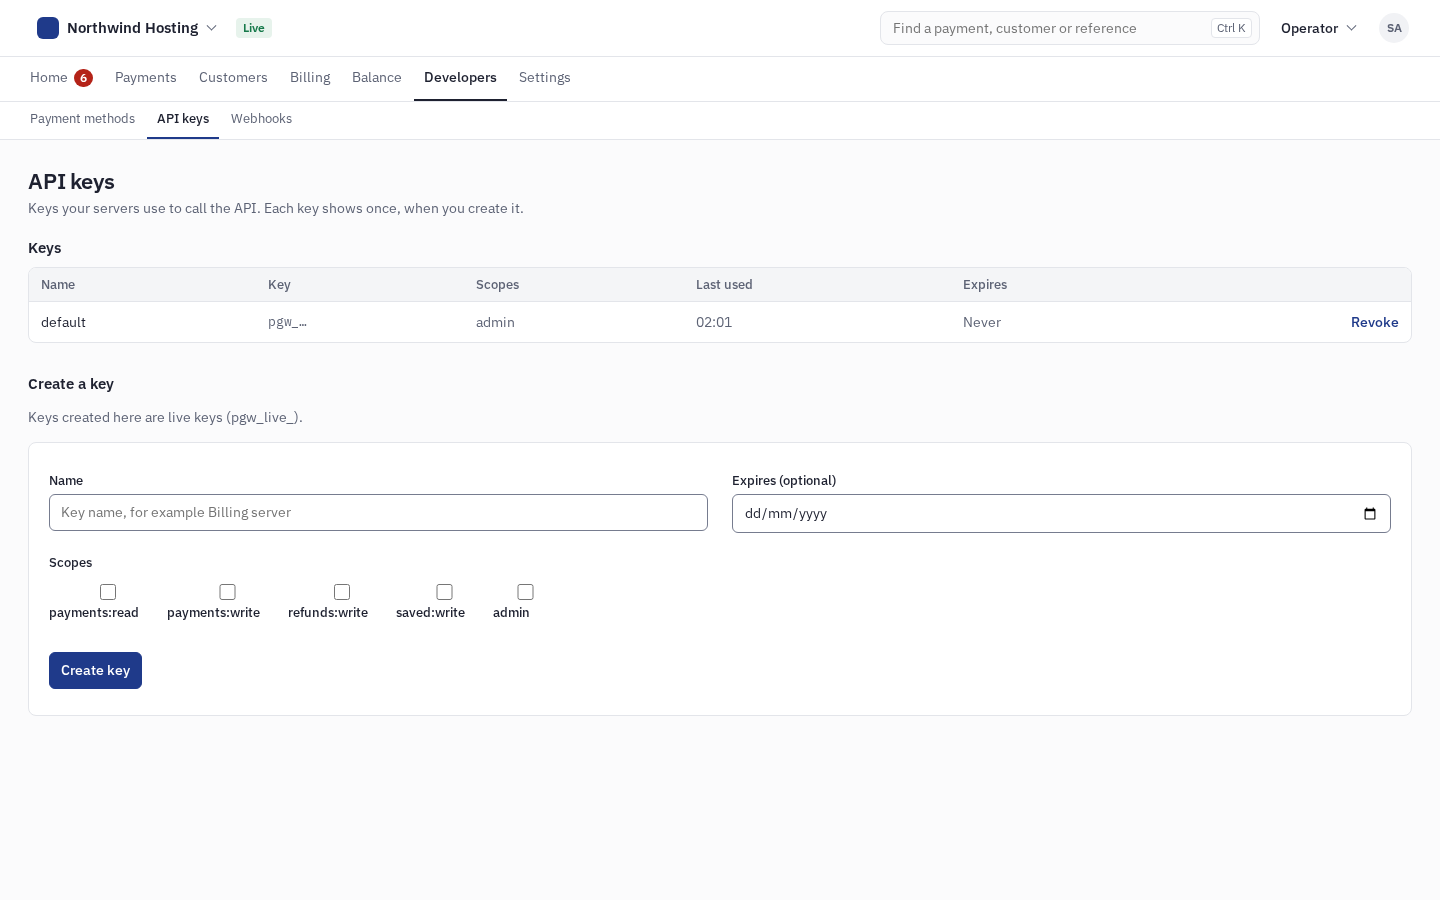 Northwind Hosting
Live
Find a payment, customer or reference
Ctrl K
Operator
SA
Home 6 Payments Customers Billing Balance Developers Settings
Payment methods API keys Webhooks
API keys
Keys your servers use to call the API. Each key shows once, when you create it.
Keys
Name Key Scopes Last used Expires
default pgw_… admin 02:01 Never Revoke
Create a key
Keys created here are live keys (pgw_live_).
Name Expires (optional)
Key name, for example Billing server dd/mm/yyyy
Scopes
payments:read payments:write refunds:write saved:write admin
Create key